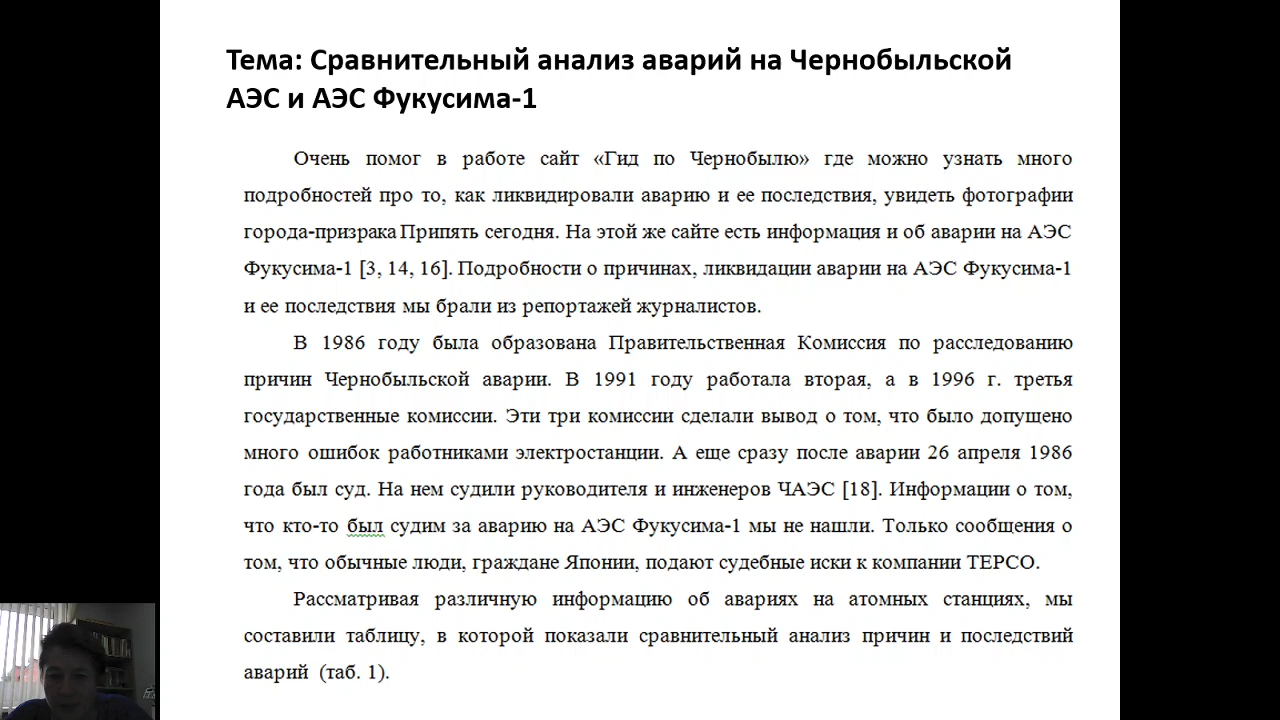 Тема: Сравнительный анализ аварий на Чернобыльской
АЭС и АЭС Фукусима-1
Очень помог в работе сайт «Гид по Чернобылю» где можно узнать много
подробностей про то, как ликвидировали аварию и ее последствия, увидеть фотографии
города-призрака Припять сегодня. На этой же сайте есть информация и об аварии на АЭС
Фукусима-1 [3, 14, 16]. Подробности о причинах, ликвидации аварии на АЭС Фукусима-1
и ее последствия мы брали из репортажей журналистов.
В 1986 году была образована Правительственная Комиссия по расследованию
причин Чернобыльской аварии. В 1991 году работала вторая, а в 1996 г. третья
государственные комиссии. Эти три комиссии сделали вывод о том, что было допущено
много ошибок работниками электростанции. А еще сразу после аварии 26 апреля 1986
года был суд. На нем судили руководителя и инженеров ЧАЭС [18]. Информации о том,
что кто-то был судим за аварию на АЭС Фукусима-1 мы не нашли. Только сообщения о
том, что обычные люди, граждане Японии, подают судебные иски к компании ТЕРСО.
Рассматривая различную информацию об авариях на атомных станциях, мы
составили таблицу, в которой показали сравнительный анализ причин и последствий
аварий (таб. 1).